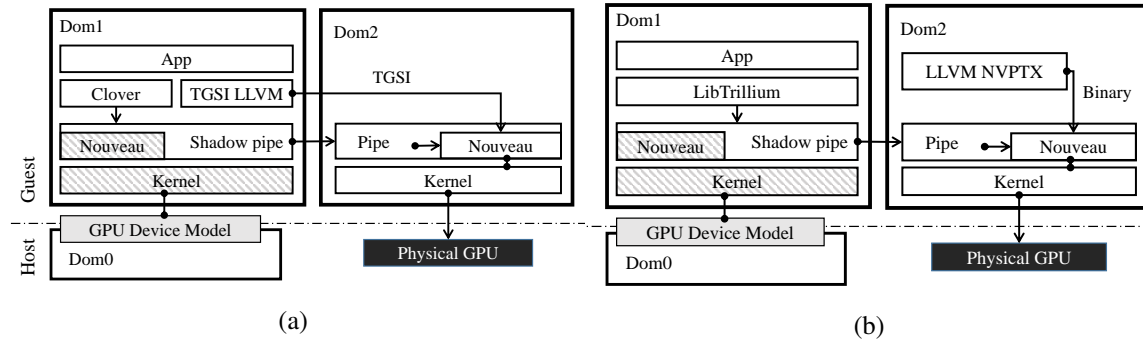 Dom1
App
Clover
TGSI LLVM
Nouveau
Shadow pipe
Kernel
Dom2
TGSI
Pipe
Nouveau
Kernel
Guest
Host
GPU Device Model
Dom0
Physical GPU
(a)
Dom1
App
LibTrillium
Nouveau
Shadow pipe
Kernel
Dom2
LLVM NVPTX
Binary
Pipe
Nouveau
Kernel
GPU Device Model
Dom0
Physical GPU
(b)